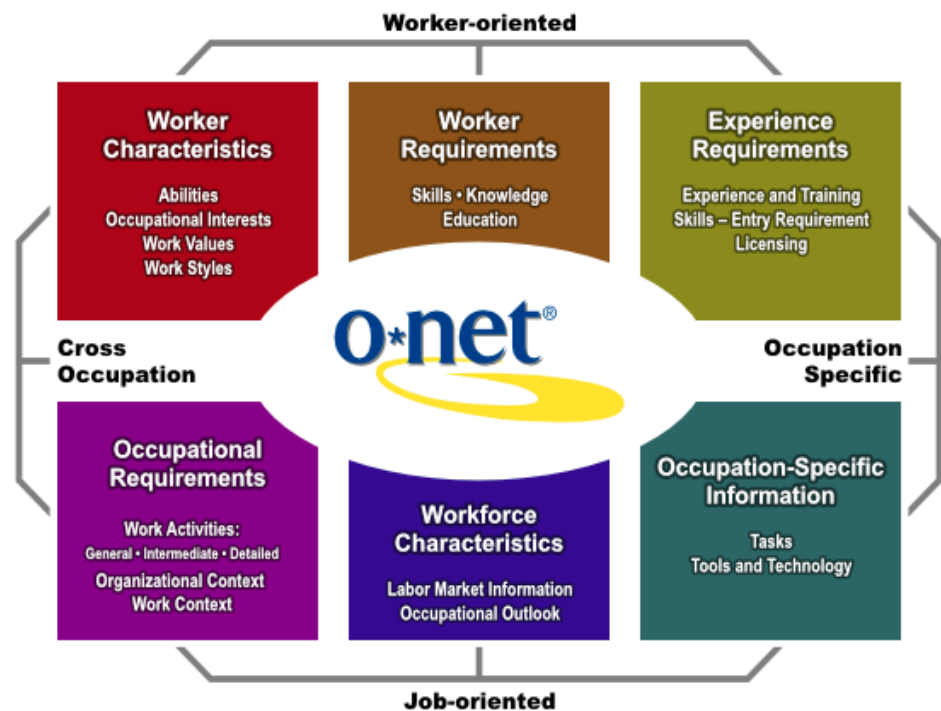 Worker-oriented
Worker
Characteristics
Abilities
Occupational Interests
Work Values
Work Styles
Worker
Requirements
Skills • Knowledge
Education
Experience
Requirements
Experience and Training
Skills – Entry Requirement
Licensing
Cross
Occupation
o*net®
Occupation
Specific
Occupational
Requirements
Work Activities:
General • Intermediate • Detailed
Organizational Context
Work Context
Workforce
Characteristics
Labor Market Information
Occupational Outlook
Occupation-Specific
Information
Tasks
Tools and Technology
Job-oriented